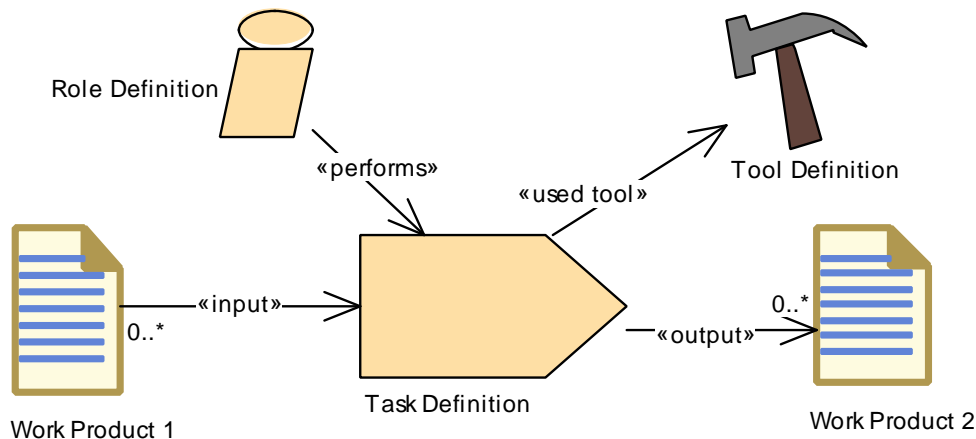 Role Definition
Tool Definition
«performs»
«used tool»
«input»
0..*
0..*
«output»
Task Definition
Work Product 1
Work Product 2